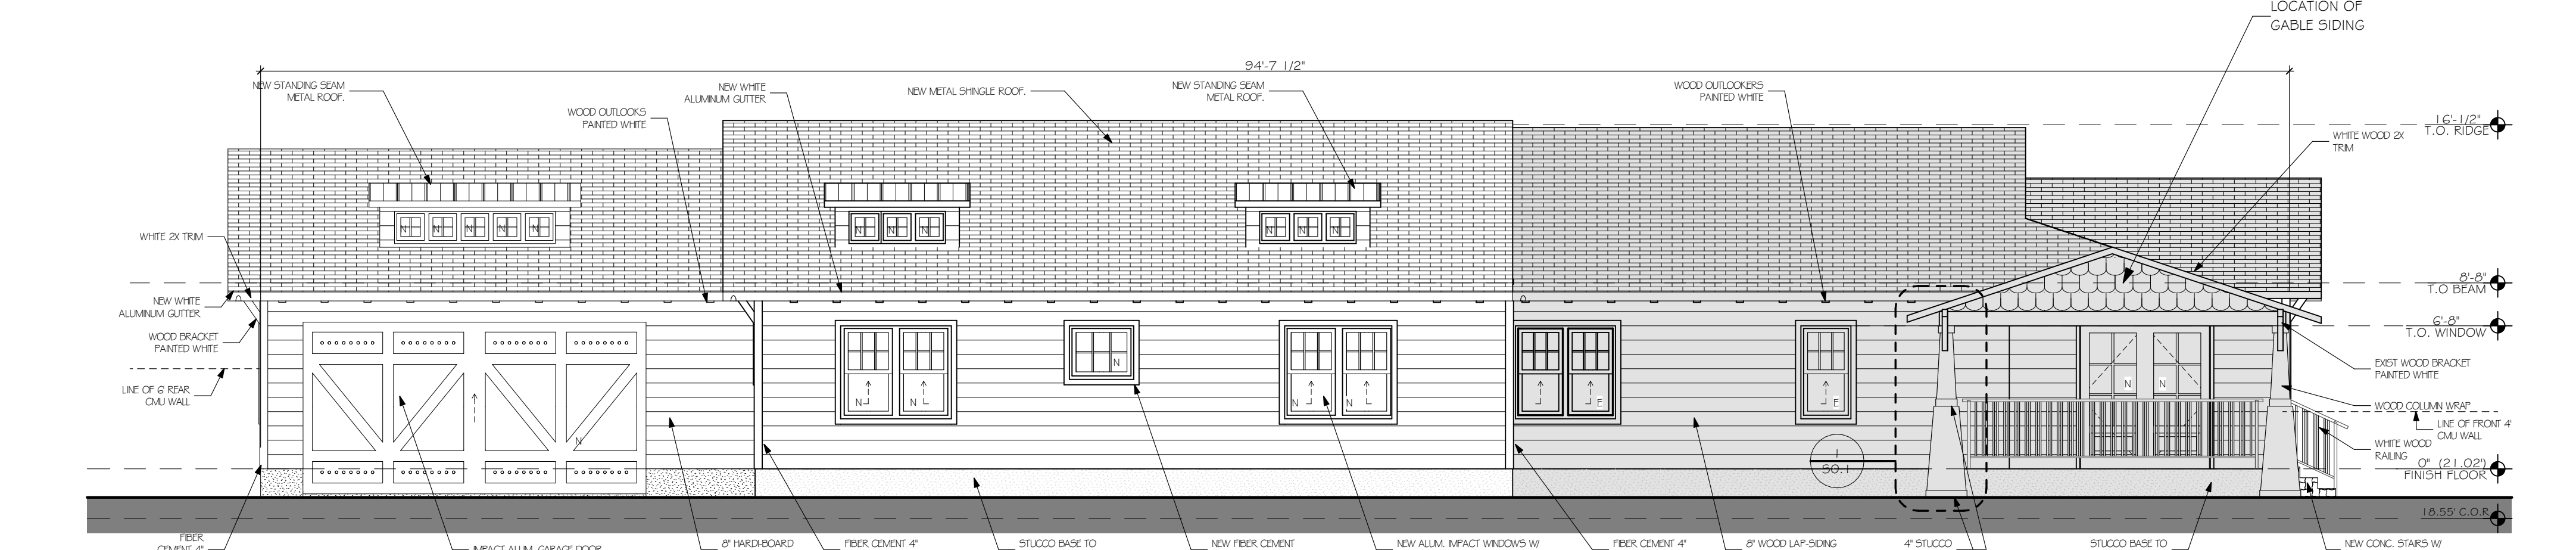 LOCATION OF
GABLE SIDING
94'-7 1/2"
NEW STANDING SEAM
METAL ROOF.
WOOD OUTLOOKS
PAINTED WHITE
NEW WHITE
ALUMINUM GUTTER
NEW METAL SHINGLE ROOF.
NEW STANDING SEAM
METAL ROOF.
WOOD OUTLOOKERS
PAINTED WHITE
16'-1/2"
T.O. RIDGE
WHITE WOOD 2X
TRIM
N N N N N
N N N
N N N
WHITE 2X TRIM
8'-8"
T.O BEAM
NEW WHITE
ALUMINUM GUTTER
6'-8"
T.O. WINDOW
WOOD BRACKET
PAINTED WHITE
EXIST WOOD BRACKET
PAINTED WHITE
LINE OF 6' REAR
CMU WALL
N
N N
N N
E
E
N N
WOOD COLUMN WRAP
LINE OF FRONT 4'
CMU WALL
WHITE WOOD
RAILING
N
1
S0.1
0" (21.02')
FINISH FLOOR
18.55' C.O.R.
FIBER
CEMENT 4"
IMPACT ALUM. GARAGE DOOR
8" HARDI-BOARD
FIBER CEMENT 4"
STUCCO BASE TO
NEW FIBER CEMENT
NEW ALUM. IMPACT WINDOWS W/
FIBER CEMENT 4"
8" WOOD LAP-SIDING
4" STUCCO
STUCCO BASE TO
NEW CONC. STAIRS W/